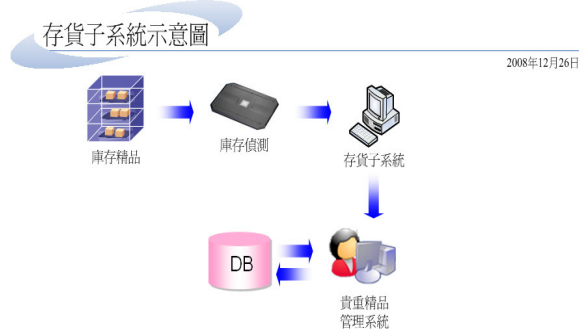 存貨子系統示意圖
2008年12月26日
庫存精品
庫存偵測
存貨子系統
DB
貴重精品
管理系統